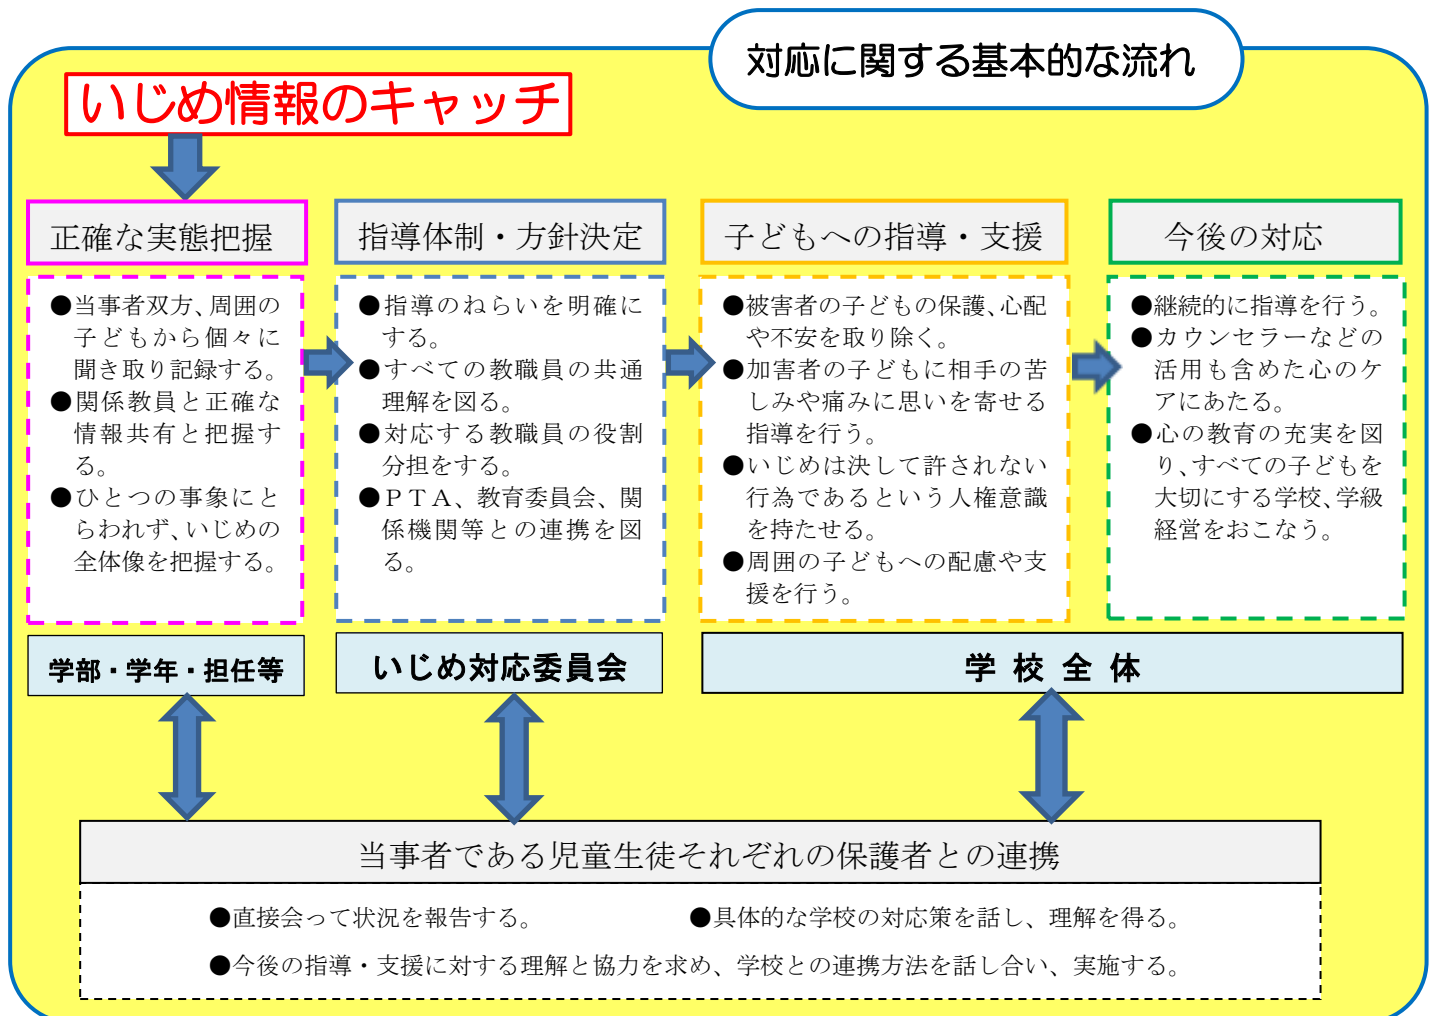 対応に関する基本的な流れ
いじめ情報のキャッチ
正確な実態把握
●当事者双方、周囲の
子どもから個々に
聞き取り記録する。
●関係教員と正確な
情報共有と把握す
る。
●ひとつの事象にと
らわれず、いじめの
全体像を把握する。
学部・学年・担任等
指導体制・方針決定
●指導のねらいを明確に
する。
●すべての教職員の共通
理解を図る。
●対応する教職員の役割
分担をする。
●ＰＴＡ、教育委員会、関
係機関等との連携を図
る。
いじめ対応委員会
子どもへの指導・支援
●被害者の子どもの保護、心配
や不安を取り除く。
●加害者の子どもに相手の苦
しみや痛みに思いを寄せる
指導を行う。
●いじめは決して許されない
行為であるという人権意識
を持たせる。
●周囲の子どもへの配慮や支
援を行う。
今後の対応
●継続的に指導を行う。
●カウンセラーなどの
活用も含めた心のケ
アにあたる。
●心の教育の充実を図
り、すべての子どもを
大切にする学校、学級
経営をおこなう。
学 校 全 体
当事者である児童生徒それぞれの保護者との連携
●直接会って状況を報告する。 ●具体的な学校の対応策を話し、理解を得る。
●今後の指導・支援に対する理解と協力を求め、学校との連携方法を話し合い、実施する。